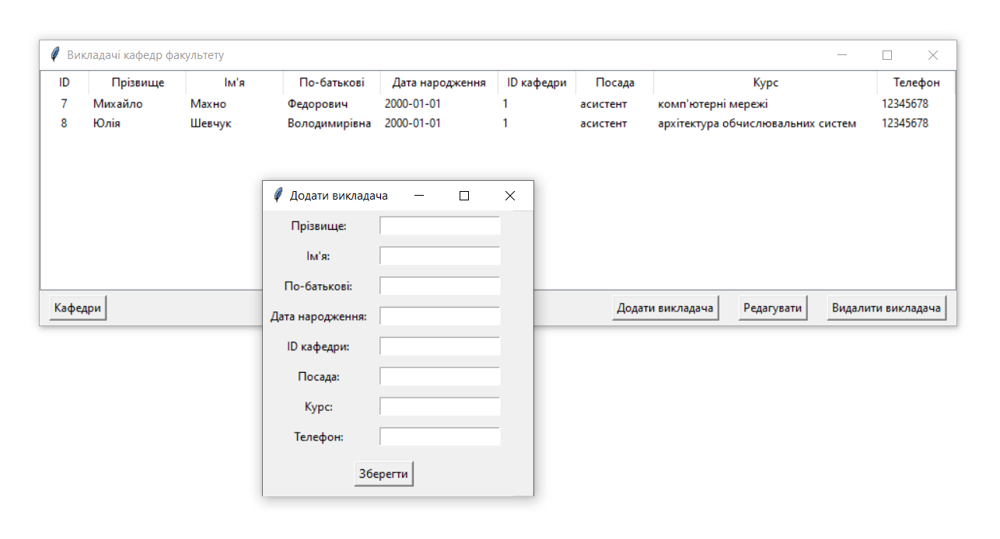 Викладачі кафедр факультету
ID Прізвище Ім'я По-батькові Дата народження ID кафедри Посада Курс Телефон
7 Михайло Махно Федорович 2000-01-01 1 асистент комп'ютерні мережі 12345678
8 Юлія Шевчук Володимирівна 2000-01-01 1 асистент архітектура обчислювальних систем 12345678
Кафедри Додати викладача Редагувати Видалити викладача
Додати викладача
Прізвище:
Ім'я:
По-батькові:
Дата народження:
ID кафедри:
Посада:
Курс:
Телефон:
Зберегти